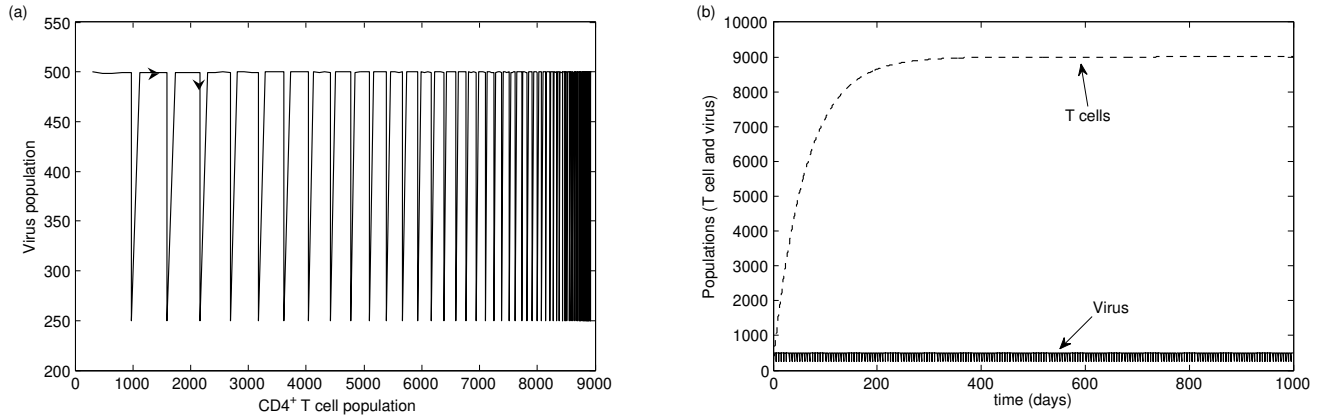 (a)
550
500
450
400
350
300
250
200
Virus population
0 1000 2000 3000 4000 5000 6000 7000 8000 9000
CD4⁺ T cell population
(b)
10000
9000
8000
7000
6000
5000
4000
3000
2000
1000
0
Populations (T cell and virus)
T cells
Virus
0 200 400 600 800 1000
time (days)